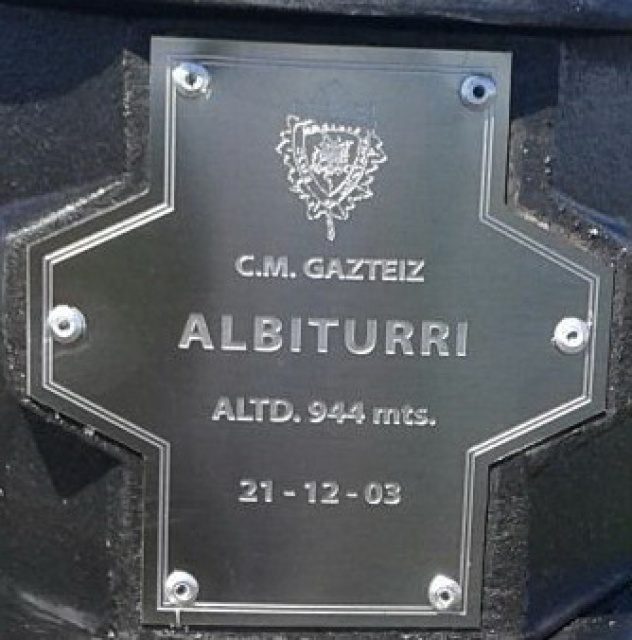 C.M. GAZTEIZ
ALBITURRI
ALTD. 944 mts.
21 - 12 - 03